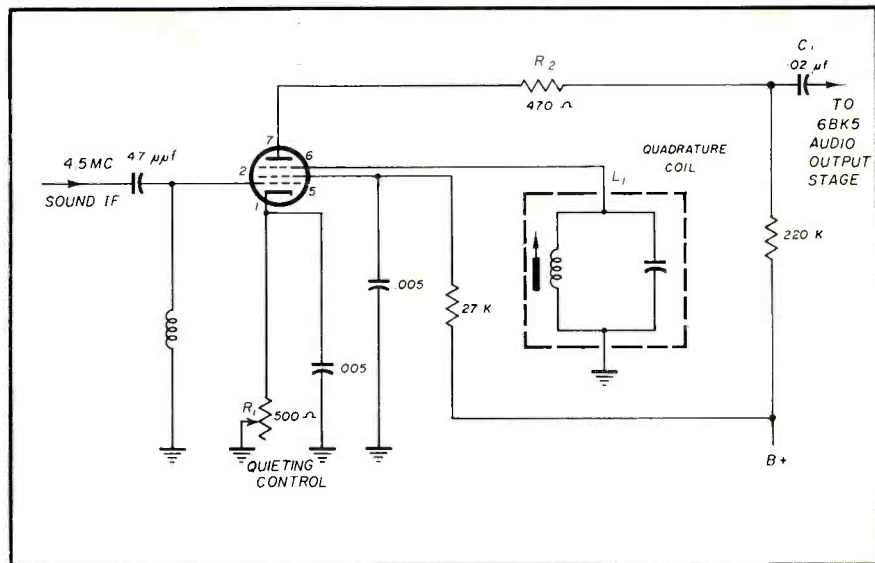 R2
470 Ω
C1
.02 μf
TO
6BK5
AUDIO
OUTPUT
STAGE
7
6
2
5
1
4.5MC
SOUND IF
47 μμf
QUADRATURE
COIL
L1
220 K
.005
27 K
.005
R1
500 Ω
QUIETING
CONTROL
B+